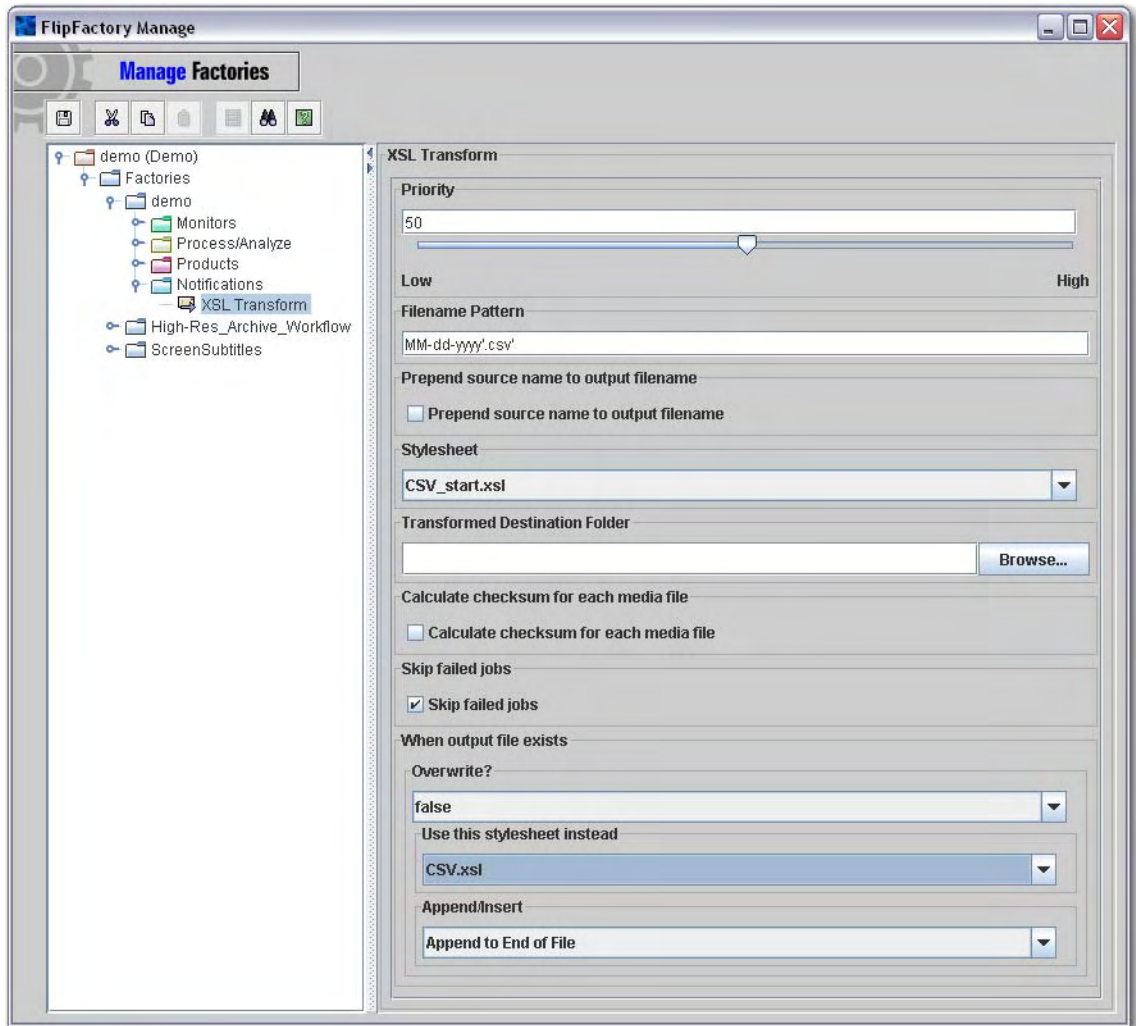 FlipFactory Manage
Manage Factories
demo (Demo)
Factories
demo
Monitors
Process/Analyze
Products
Notifications
XSL Transform
High-Res_Archive_Workflow
ScreenSubtitles
XSL Transform
Priority
50
Low High
Filename Pattern
MM-dd-yyyy'.csv'
Prepend source name to output filename
Prepend source name to output filename
Stylesheet
CSV_start.xsl
Transformed Destination Folder
Browse...
Calculate checksum for each media file
Calculate checksum for each media file
Skip failed jobs
Skip failed jobs
When output file exists
Overwrite?
false
Use this stylesheet instead
CSV.xsl
Append/Insert
Append to End of File